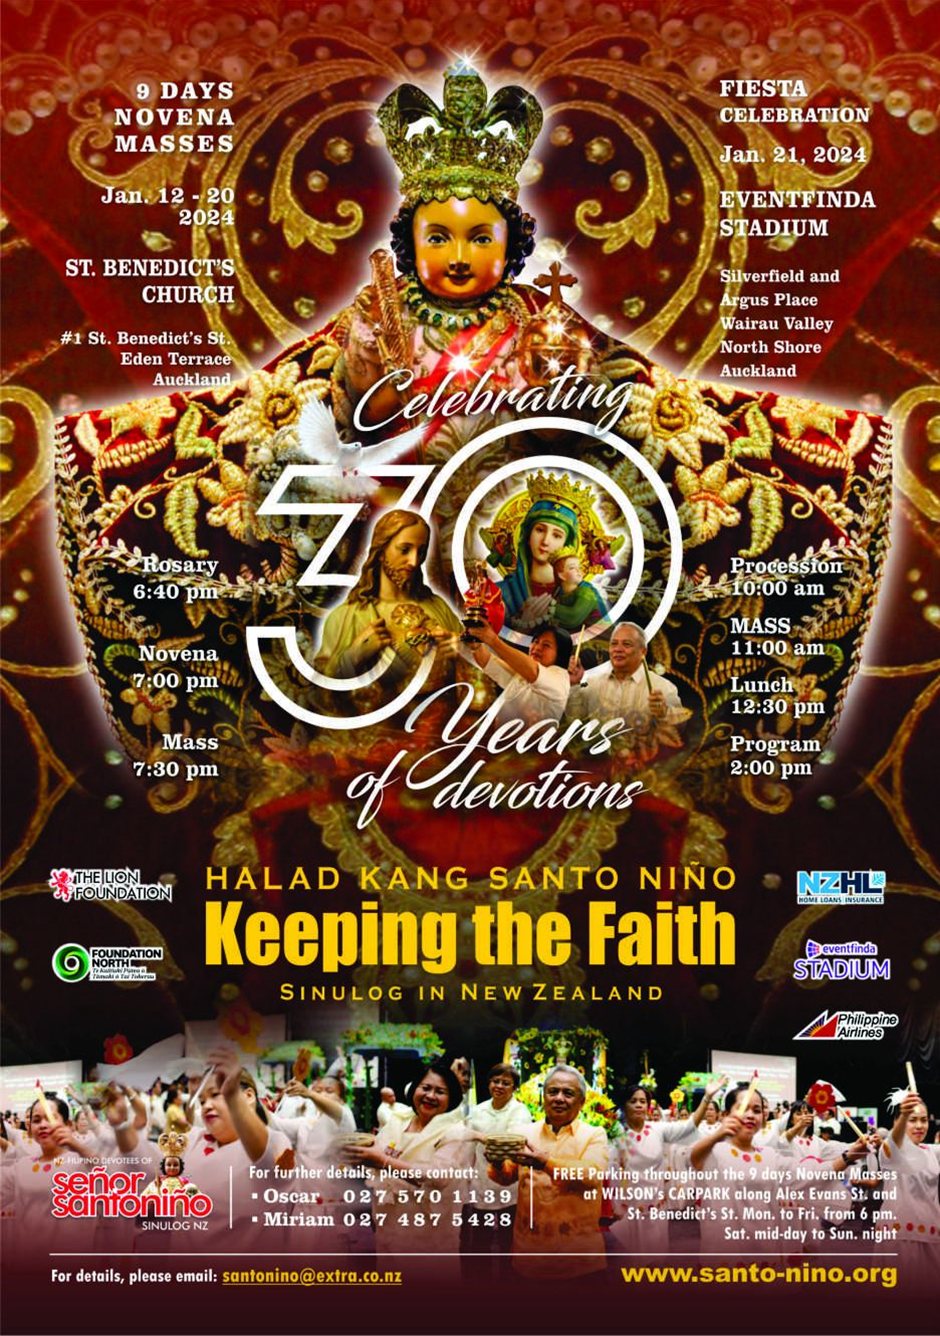 9 DAYS
NOVENA
MASSES
Jan. 12 - 20
2024
ST. BENEDICT'S
CHURCH
#1 St. Benedict's St.
Eden Terrace
Auckland
FIESTA
CELEBRATION
Jan. 21, 2024
EVENTFINDA
STADIUM
Silverfield and
Argus Place
Wairau Valley
North Shore
Auckland
Celebrating
30
Years
of devotions
Rosary
6:40 pm
Novena
7:00 pm
Mass
7:30 pm
Procession
10:00 am
MASS
11:00 am
Lunch
12:30 pm
Program
2:00 pm
THE LION
FOUNDATION
FOUNDATION
NORTH
HALAD KANG SANTO NIÑO
Keeping the Faith
SINULOG IN NEW ZEALAND
NZHL
HOME LOANS INSURANCE
eventfinda
STADIUM
Philippine
Airlines
NZ-FILIPINO DEVOTEES OF
señor
santoniño
SINULOG NZ
For further details, please contact:
▪ Oscar 027 570 1139
▪ Miriam 027 487 5428
FREE Parking throughout the 9 days Novena Masses
at WILSON's CARPARK along Alex Evans St. and
St. Benedict's St. Mon. to Fri. from 6 pm.
Sat. mid-day to Sun. night
For details, please email: santonino@extra.co.nz
www.santo-nino.org